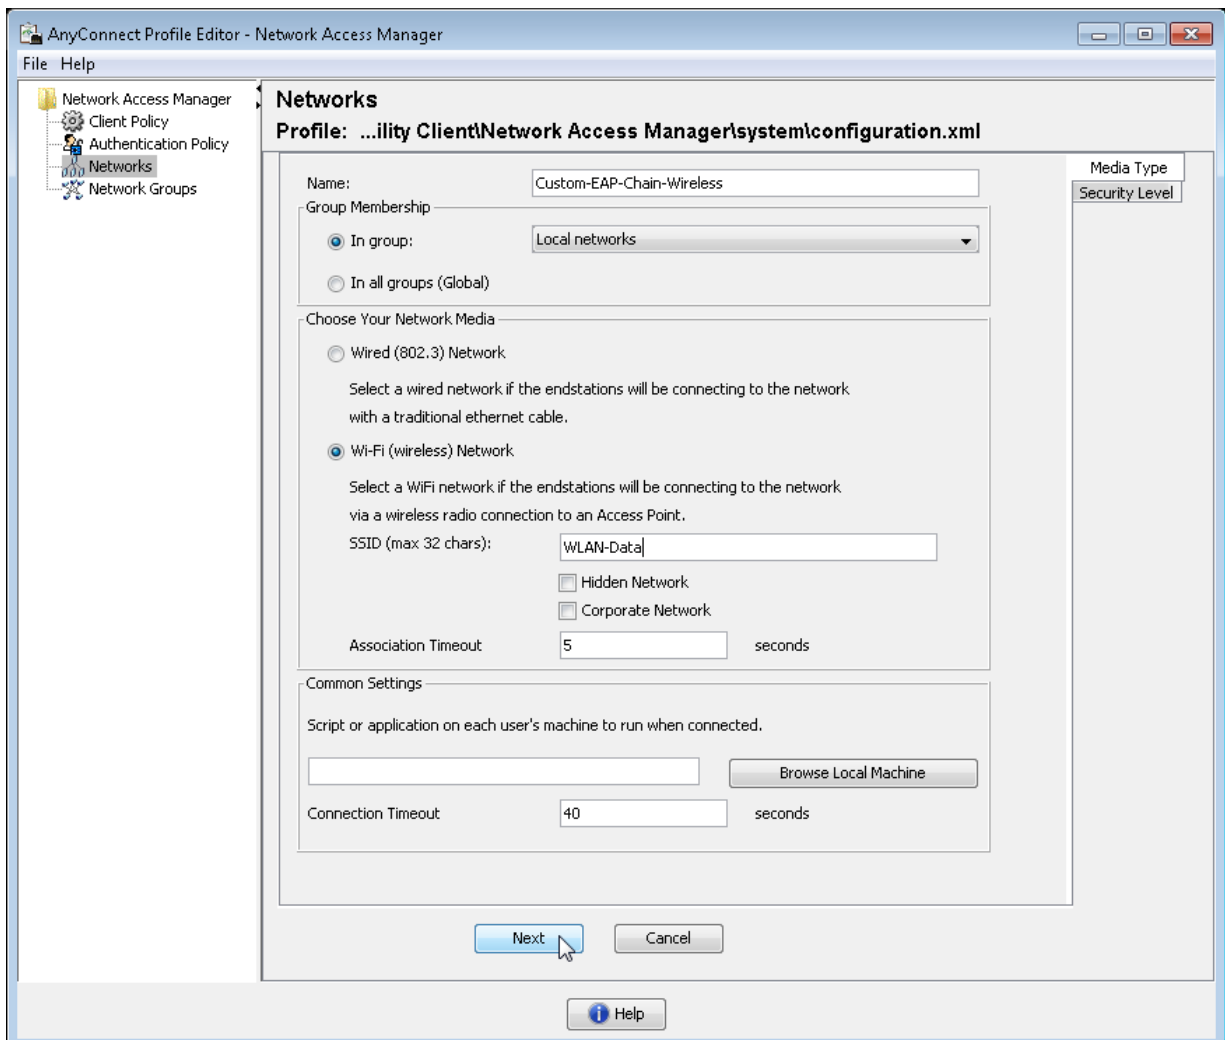 AnyConnect Profile Editor - Network Access Manager
File Help
Network Access Manager
Client Policy
Authentication Policy
Networks
Network Groups
Networks
Profile: ...ility Client\Network Access Manager\system\configuration.xml
Media Type
Security Level
Name: Custom-EAP-Chain-Wireless
Group Membership
In group: Local networks
In all groups (Global)
Choose Your Network Media
Wired (802.3) Network
Select a wired network if the endstations will be connecting to the network
with a traditional ethernet cable.
Wi-Fi (wireless) Network
Select a WiFi network if the endstations will be connecting to the network
via a wireless radio connection to an Access Point.
SSID (max 32 chars): WLAN-Data
Hidden Network
Corporate Network
Association Timeout 5 seconds
Common Settings
Script or application on each user's machine to run when connected.
Browse Local Machine
Connection Timeout 40 seconds
Next Cancel
Help